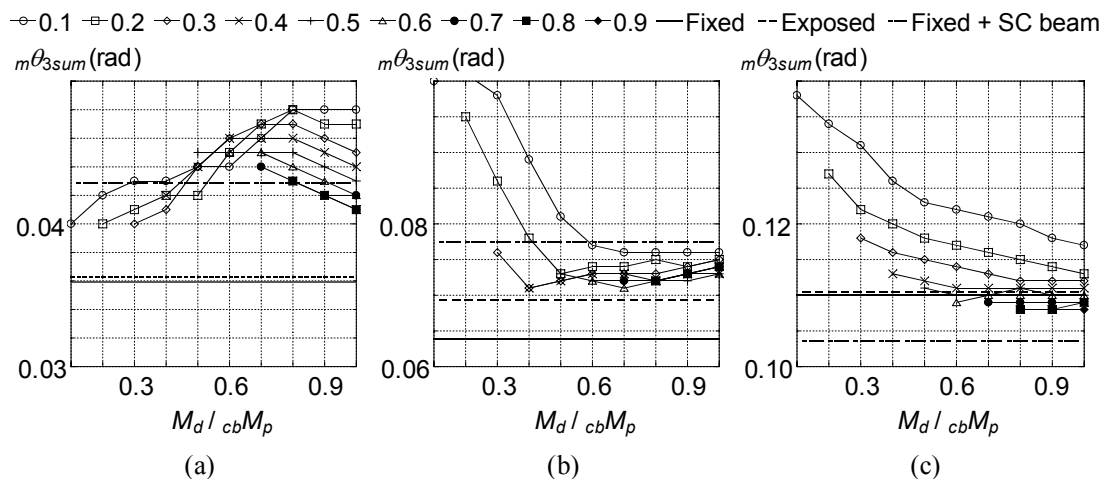 0.1 0.2 0.3 0.4 0.5 0.6 0.7 0.8 0.9 Fixed Exposed Fixed + SC beam
mθ3sum (rad) mθ3sum (rad) mθ3sum (rad)
0.04 0.08 0.12
0.03 0.06 0.10
0.3 0.6 0.9 0.3 0.6 0.9 0.3 0.6 0.9
Md / cbMp Md / cbMp Md / cbMp
(a) (b) (c)